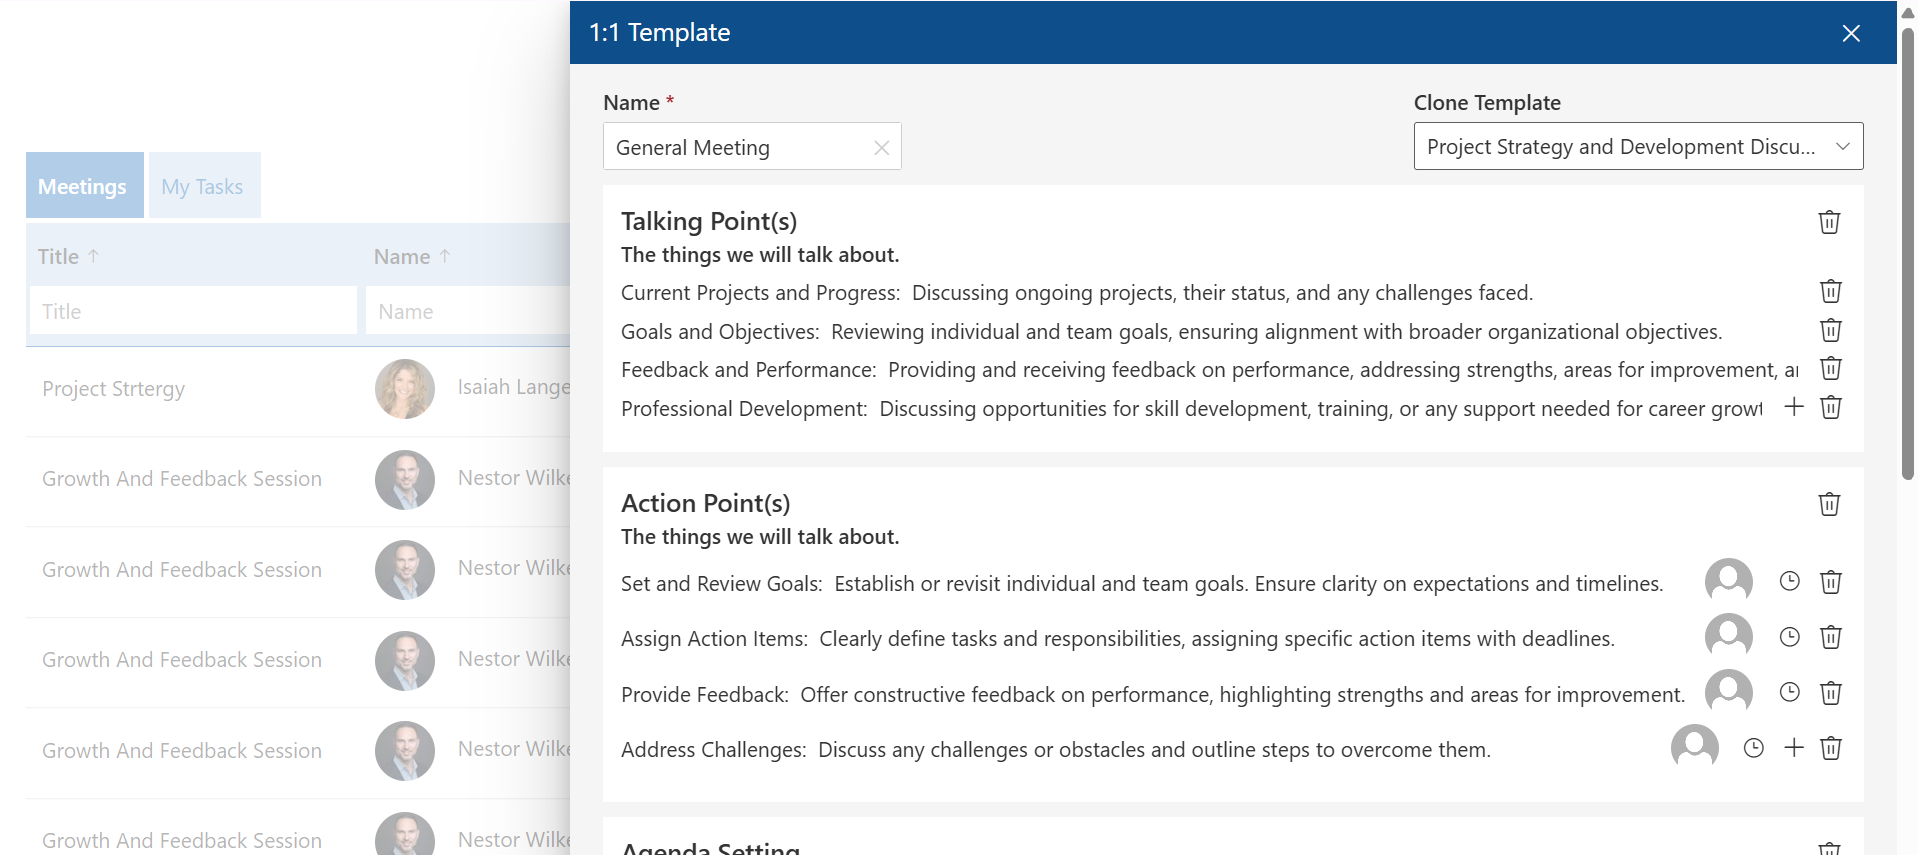 1:1 Template
Name *
Clone Template
General Meeting
Project Strategy and Development Discu...
Meetings
My Tasks
Title ↑
Name ↑
Title
Name
Project Strtergy
Isaiah Lange
Growth And Feedback Session
Nestor Wilke
Growth And Feedback Session
Nestor Wilke
Growth And Feedback Session
Nestor Wilke
Growth And Feedback Session
Nestor Wilke
Growth And Feedback Session
Nestor Wilke
Talking Point(s)
The things we will talk about.
Current Projects and Progress: Discussing ongoing projects, their status, and any challenges faced.
Goals and Objectives: Reviewing individual and team goals, ensuring alignment with broader organizational objectives.
Feedback and Performance: Providing and receiving feedback on performance, addressing strengths, areas for improvement,
Professional Development: Discussing opportunities for skill development, training, or any support needed for career
Action Point(s)
The things we will talk about.
Set and Review Goals: Establish or revisit individual and team goals. Ensure clarity on expectations and timelines.
Assign Action Items: Clearly define tasks and responsibilities, assigning specific action items with deadlines.
Provide Feedback: Offer constructive feedback on performance, highlighting strengths and areas for improvement.
Address Challenges: Discuss any challenges or obstacles and outline steps to overcome them.
Agenda Setting